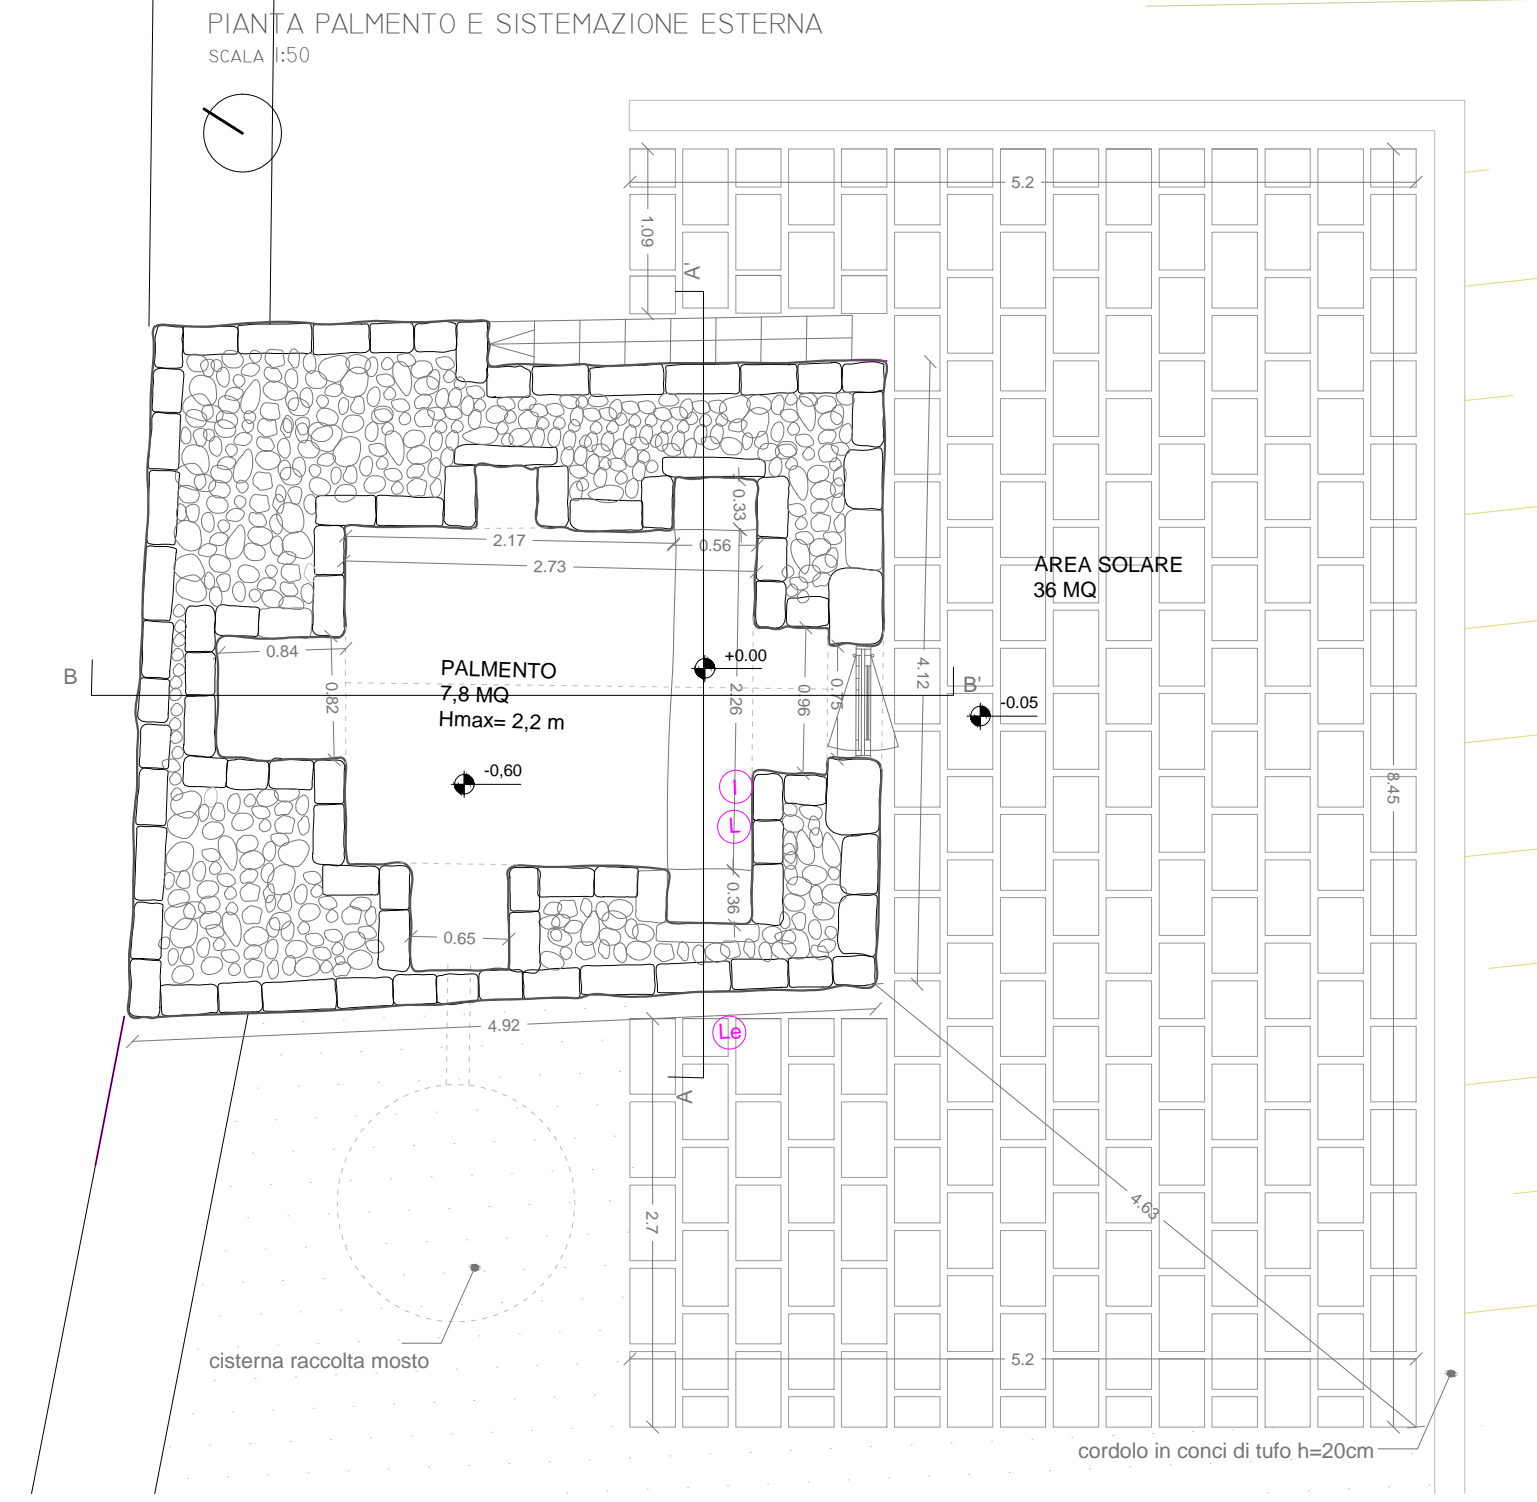 PIANTA PALMENTO E SISTEMAZIONE ESTERNA
SCALA 1:50
5.2
1.09
A'
0.33
2.17
0.56
2.73
AREA SOLARE
36 MQ
0.84
0.82
PALMENTO
7,8 MQ
Hmax= 2,2 m
+0.00
2.26
0.96
0.75
4.12
B
B'
-0.05
-0,60
I
L
8.45
0.36
0.65
4.92
Le
A
4.63
2.7
5.2
cisterna raccolta mosto
cordolo in conci di tufo h=20cm